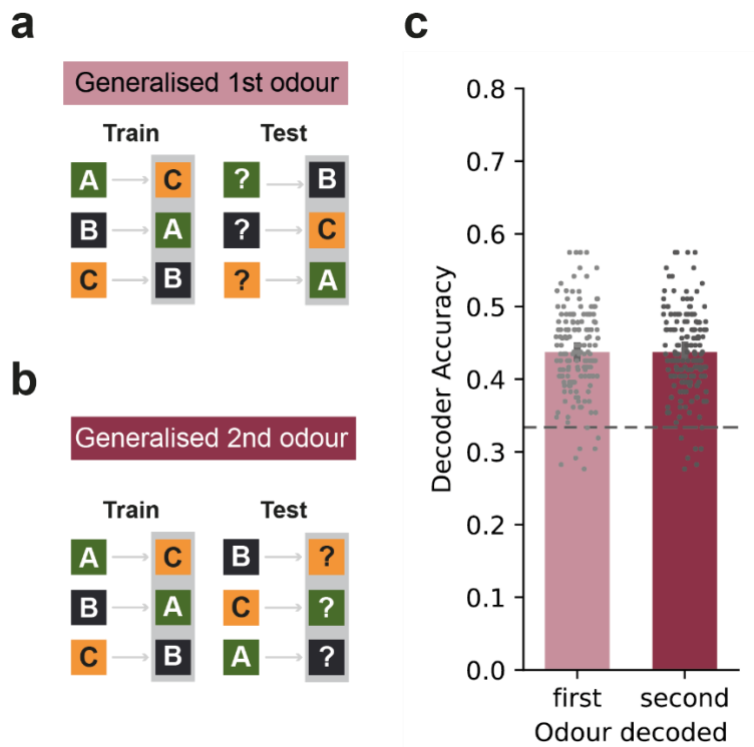 a
Generalised 1st odour
Train Test
A C ? B
B A ? C
C B ? A
b
Generalised 2nd odour
Train Test
A C B ?
B A C ?
C B A ?
c
Decoder Accuracy
0.8
0.7
0.6
0.5
0.4
0.3
0.2
0.1
0.0
first second
Odour decoded